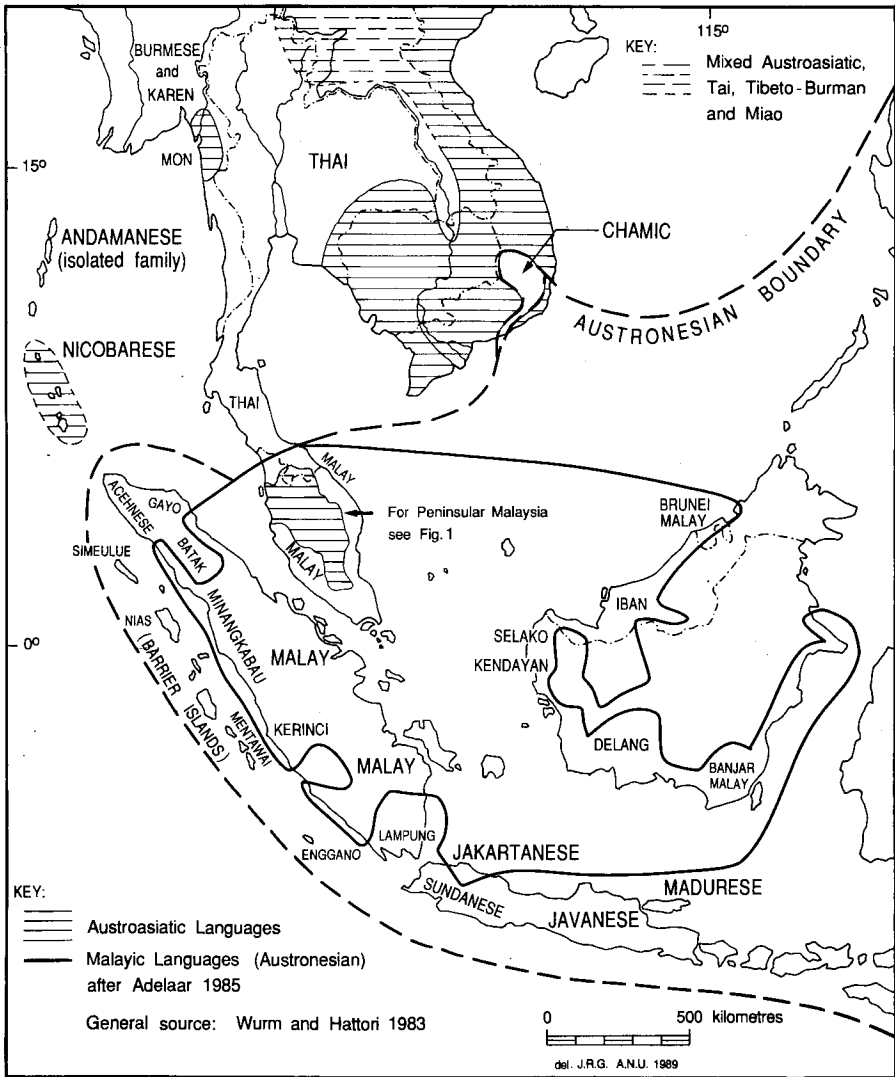 115°
BURMESE
and
KAREN
KEY:
Mixed Austroasiatic,
Tai, Tibeto-Burman
and Miao
MON
15°
THAI
ANDAMANESE
(isolated family)
CHAMIC
AUSTRONESIAN BOUNDARY
NICOBARESE
THAI
MALAY
For Peninsular Malaysia
see Fig. 1
MALAY
ACEHNESE
GAYO
BATAK
SIMEULUE
BRUNEI
MALAY
IBAN
NIAS
(BARRIER ISLANDS)
MINANGKABAU
0°
MALAY
SELAKO
KENDAYAN
MENTAWAI
KERINCI
MALAY
DELANG
BANJAR
MALAY
ENGGANO
LAMPUNG
JAKARTANESE
SUNDANESE
MADURESE
JAVANESE
KEY:
Austroasiatic Languages
Malayic Languages (Austronesian)
after Adelaar 1985
General source: Wurm and Hattori 1983
0 500 kilometres
del. J.R.G. A.N.U. 1989